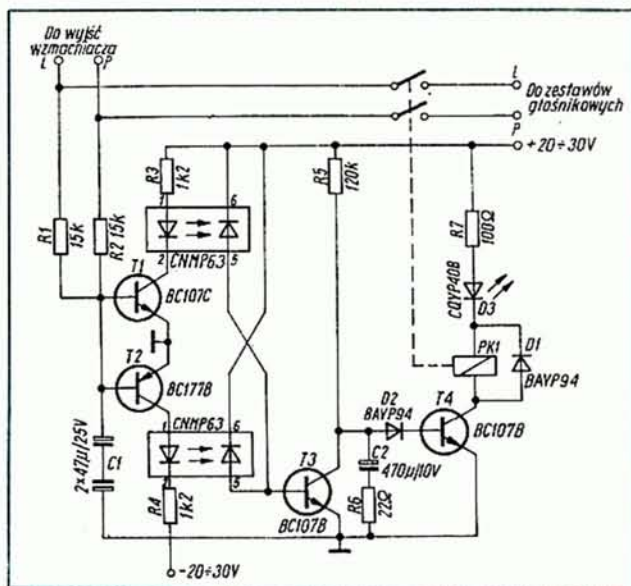 Do wyjść
wzmacniacza
L P
L
Do zestawów
głośnikowych
P
+20÷30V
R1
15k
R2 15k
R3
1k2
1 6
2 5
CNMP63
T1
BC107C
T2
BC177B
CNMP63
1 6
2 5
R4
1k2
-20÷30V
2×47µ/25V
C1
R5
120k
T3
BC107B
C2
470µ/10V
R6
22Ω
D2
BAYP94
T4
BC107B
R7
100Ω
CQYP40B
D3
PK1
D1
BAYP94